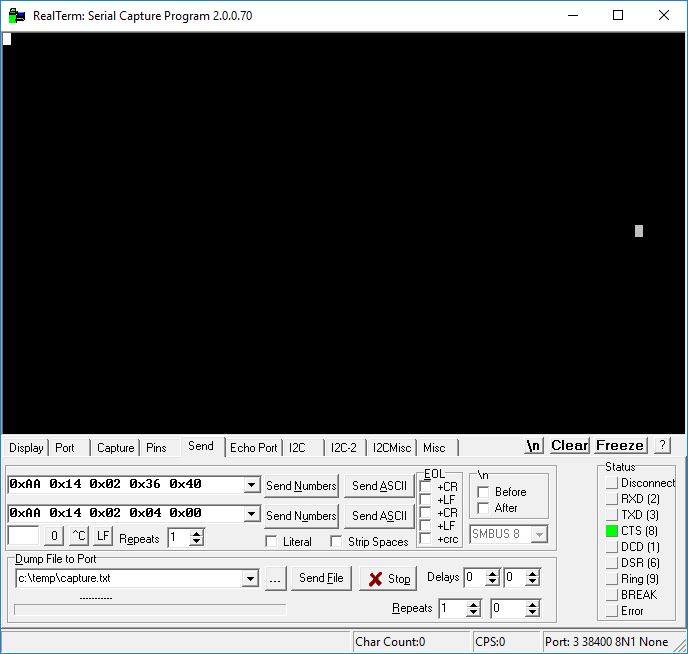 RealTerm: Serial Capture Program 2.0.0.70
Display Port Capture Pins Send Echo Port I2C I2C-2 I2CMisc Misc \n Clear Freeze ?
0xAA 0x14 0x02 0x36 0x40 Send Numbers Send ASCII
0xAA 0x14 0x02 0x04 0x00 Send Numbers Send ASCII
0 ^C LF Repeats 1 Literal Strip Spaces
EOL
+CR
+LF
+CR
+LF
+crc
\n
Before
After
SMBUS 8
Dump File to Port
c:\temp\capture.txt ... Send File Stop Delays 0 0
Repeats 1 0
Status
Disconnect
RXD (2)
TXD (3)
CTS (8)
DCD (1)
DSR (6)
Ring (9)
BREAK
Error
Char Count:0 CPS:0 Port: 3 38400 8N1 None